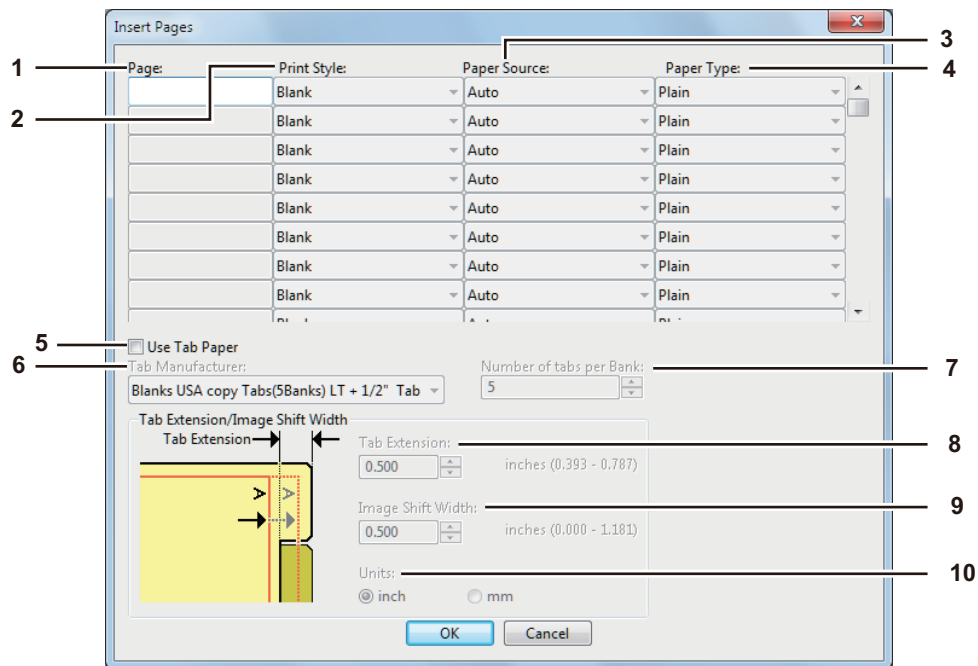 Insert Pages
3
1 Page: Print Style: Paper Source: Paper Type: 4
2 Blank Auto Plain
Blank Auto Plain
Blank Auto Plain
Blank Auto Plain
Blank Auto Plain
Blank Auto Plain
Blank Auto Plain
Blank Auto Plain
5 Use Tab Paper
6 Tab Manufacturer: Number of tabs per Bank: 7
Blanks USA copy Tabs(5Banks) LT + 1/2" Tab 5
Tab Extension/Image Shift Width
Tab Extension Tab Extension: 8
0.500 inches (0.393 - 0.787)
A A
Image Shift Width: 9
0.500 inches (0.000 - 1.181)
Units: 10
inch mm
OK Cancel